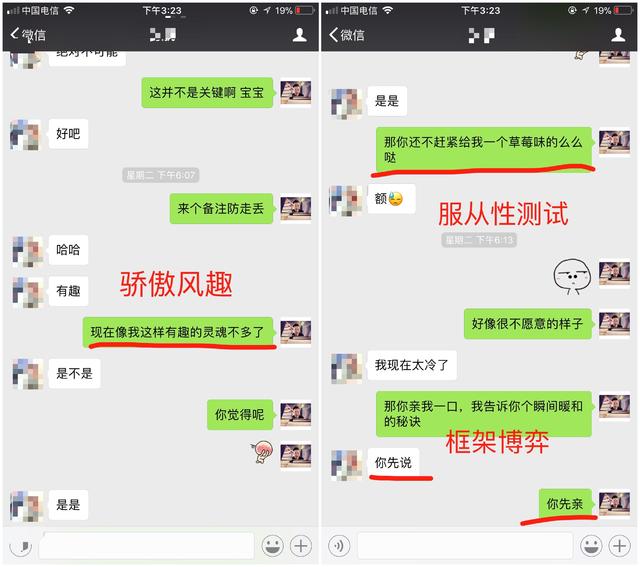 中国电信
下午3:23
19%
微信
绝对不可能
这并不是关键啊 宝宝
好吧
星期二 下午6:07
来个备注防走丢
哈哈
有趣
骄傲风趣
现在像我这样有趣的灵魂不多了
是不是
你觉得呢
是是
中国电信
下午3:23
19%
微信
是是
那你还不赶紧给我一个草莓味的么么
哒
额
服从性测试
星期二 下午6:13
好像很不愿意的样子
我现在太冷了
那你亲我一口，我告诉你个瞬间暖和
的秘诀
框架博弈
你先说
你先亲